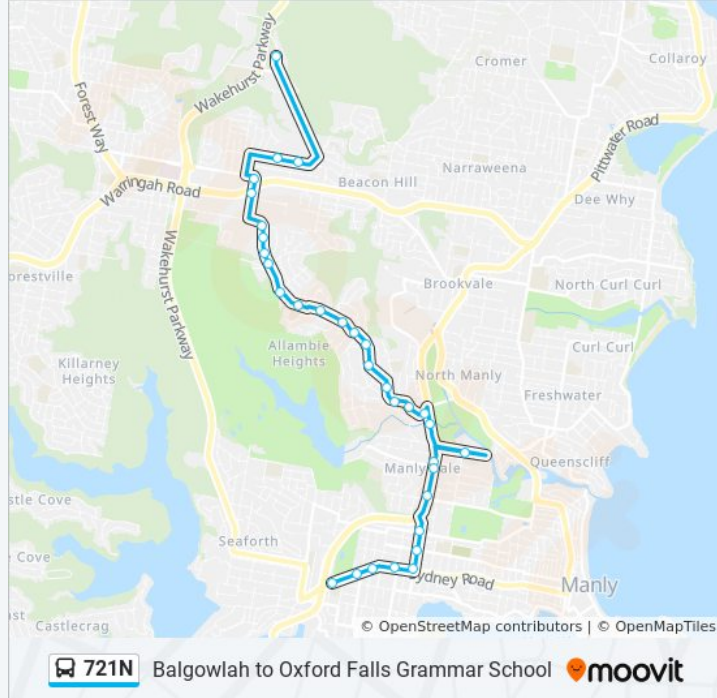 Wakehurst Parkway
Cromer
Collaroy
Forest Way
Pittwater Road
Narraweena
Beacon Hill
Warringah Road
Dee Why
Wakehurst Parkway
orestville
Brookvale
North Curl Curl
Allambie
Heights
Curl Curl
Killarney
Heights
North Manly
Freshwater
Manly Vale
Queenscliff
stle Cove
Seaforth
Cove
ydney Road
Manly
ast
Castlecrag
© OpenStreetMap contributors | © OpenMapTiles
721N Balgowlah to Oxford Falls Grammar School moovit